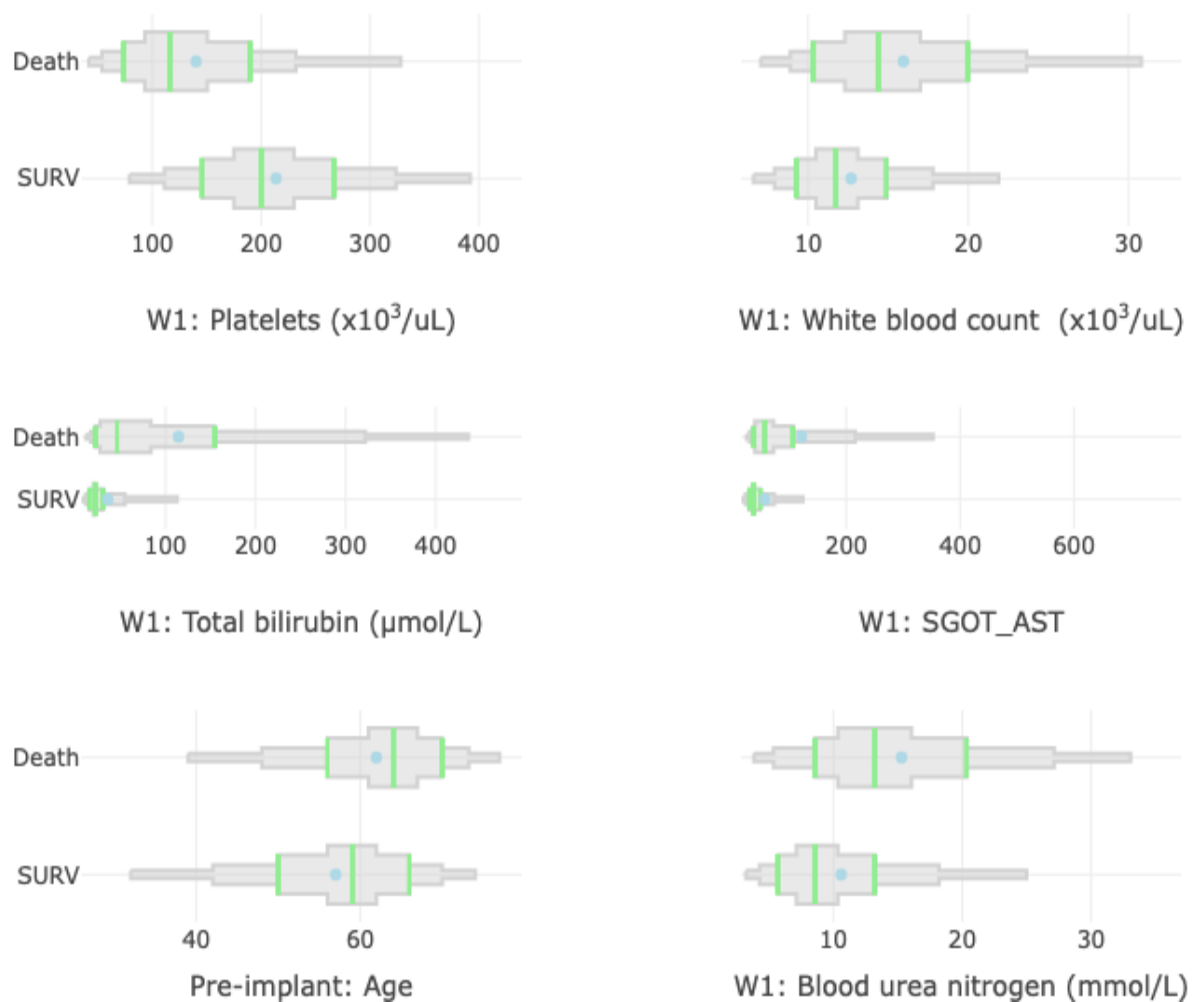 Death
SURV
100 200 300 400
10 20 30
W1: Platelets (x10³/uL)
W1: White blood count (x10³/uL)
Death
SURV
100 200 300 400
200 400 600
W1: Total bilirubin (µmol/L)
W1: SGOT_AST
Death
SURV
40 60
10 20 30
Pre-implant: Age
W1: Blood urea nitrogen (mmol/L)